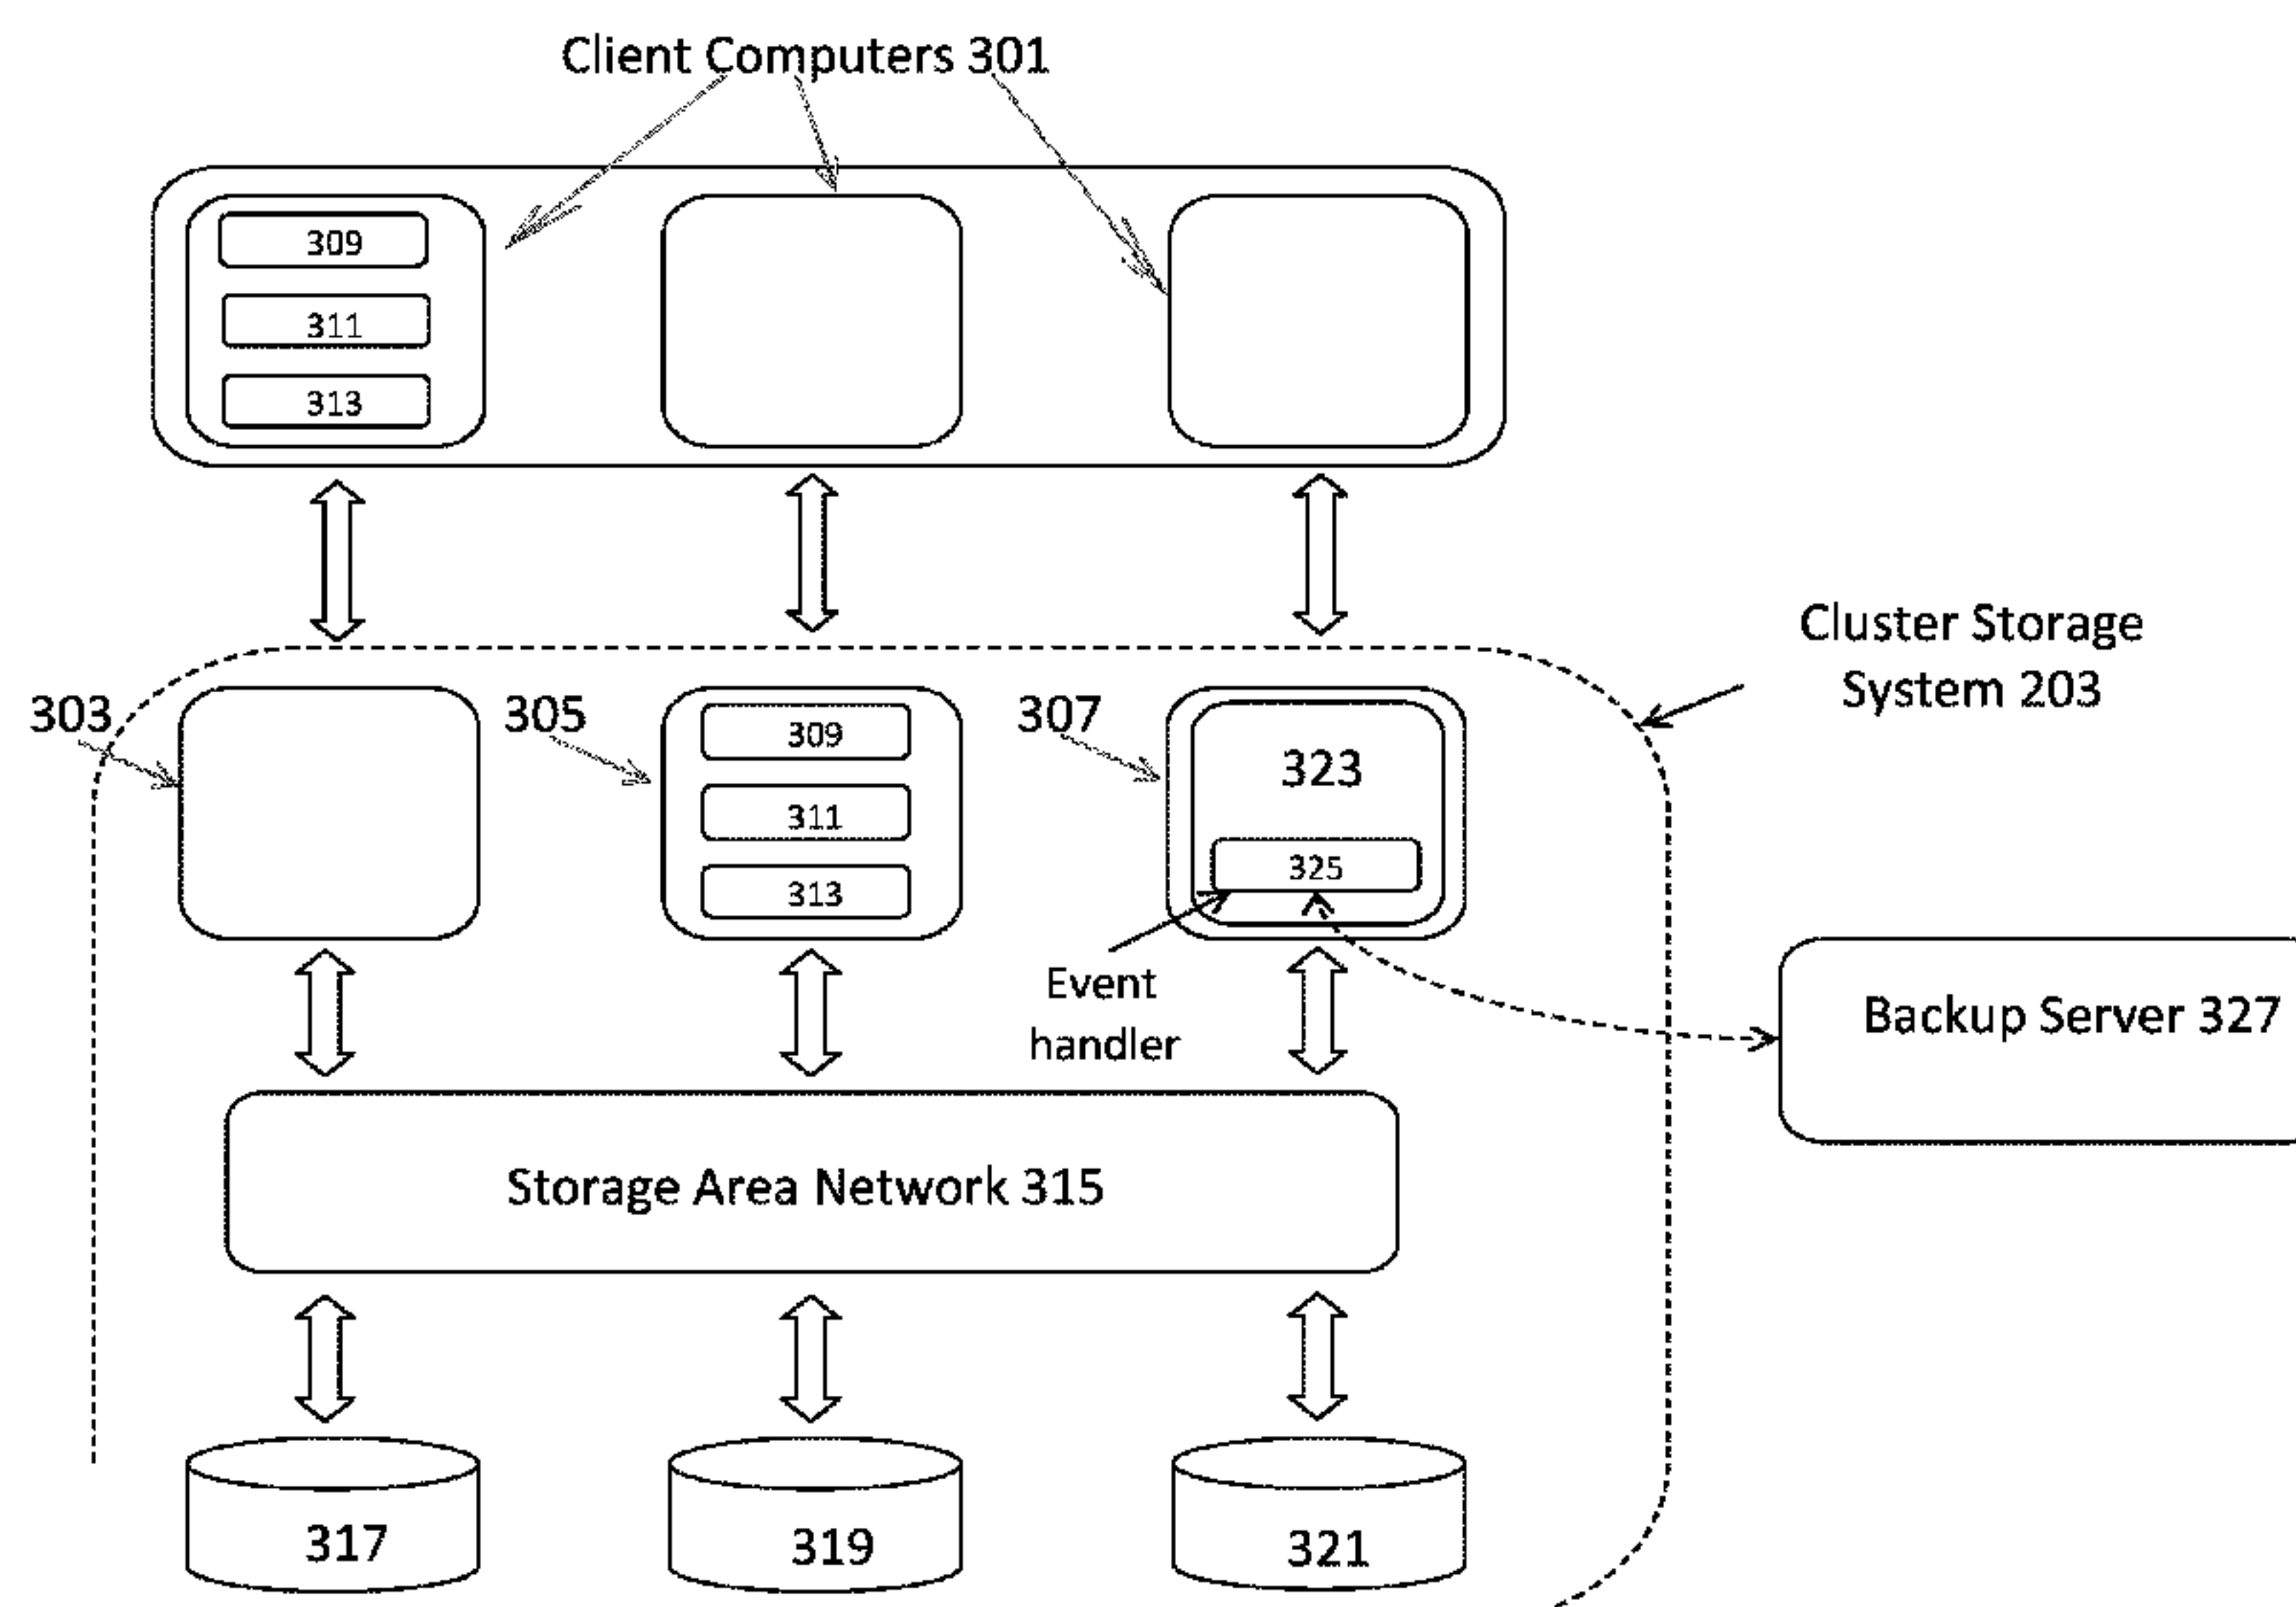 Client Computers 301
309
311
313
Cluster Storage
System 203
303
305
307
309
311
313
323
325
Event
handler
Backup Server 327
Storage Area Network 315
317
319
321